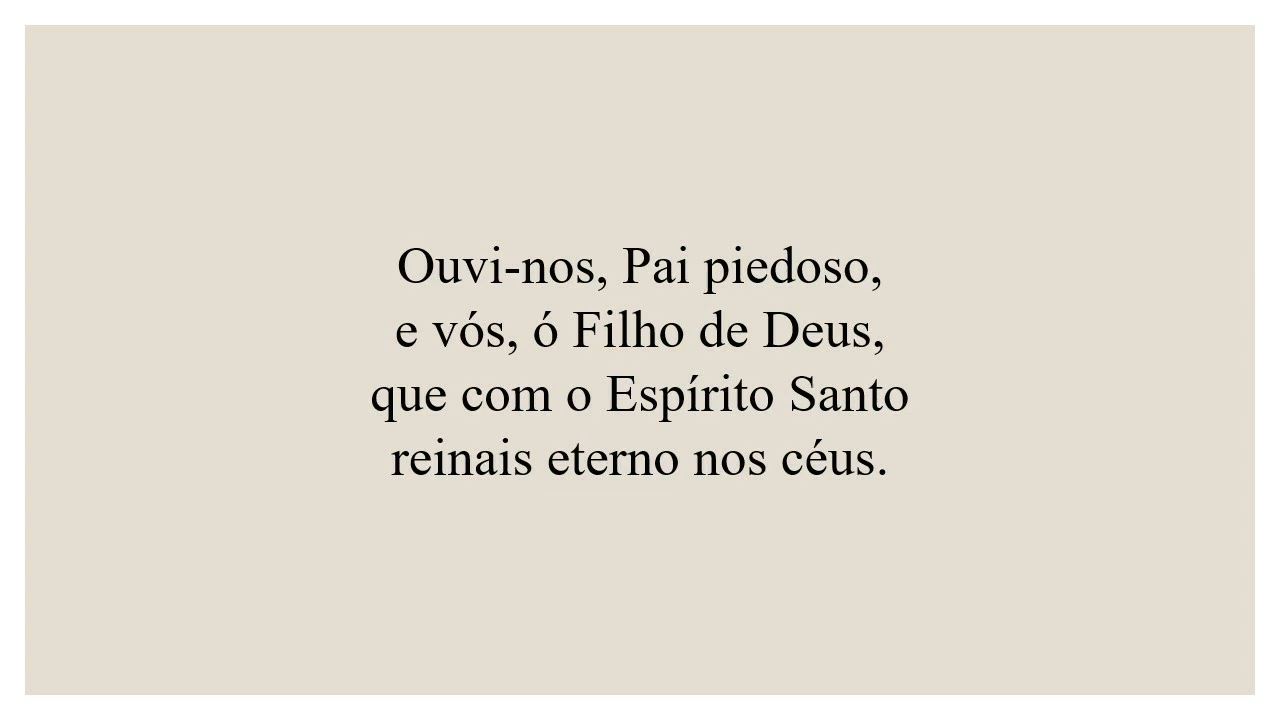 Ouvi-nos, Pai piedoso,
e vós, ó Filho de Deus,
que com o Espírito Santo
reinais eterno nos céus.